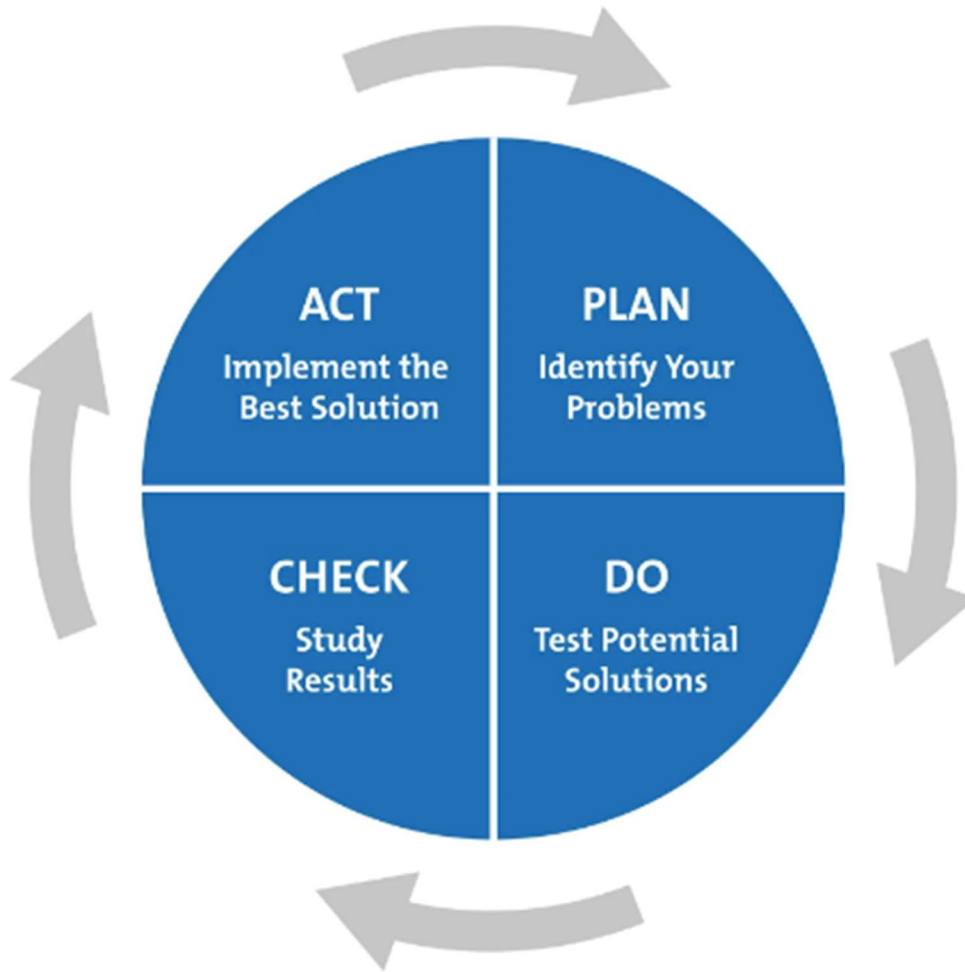 ACT
Implement the
Best Solution
PLAN
Identify Your
Problems
CHECK
Study
Results
DO
Test Potential
Solutions